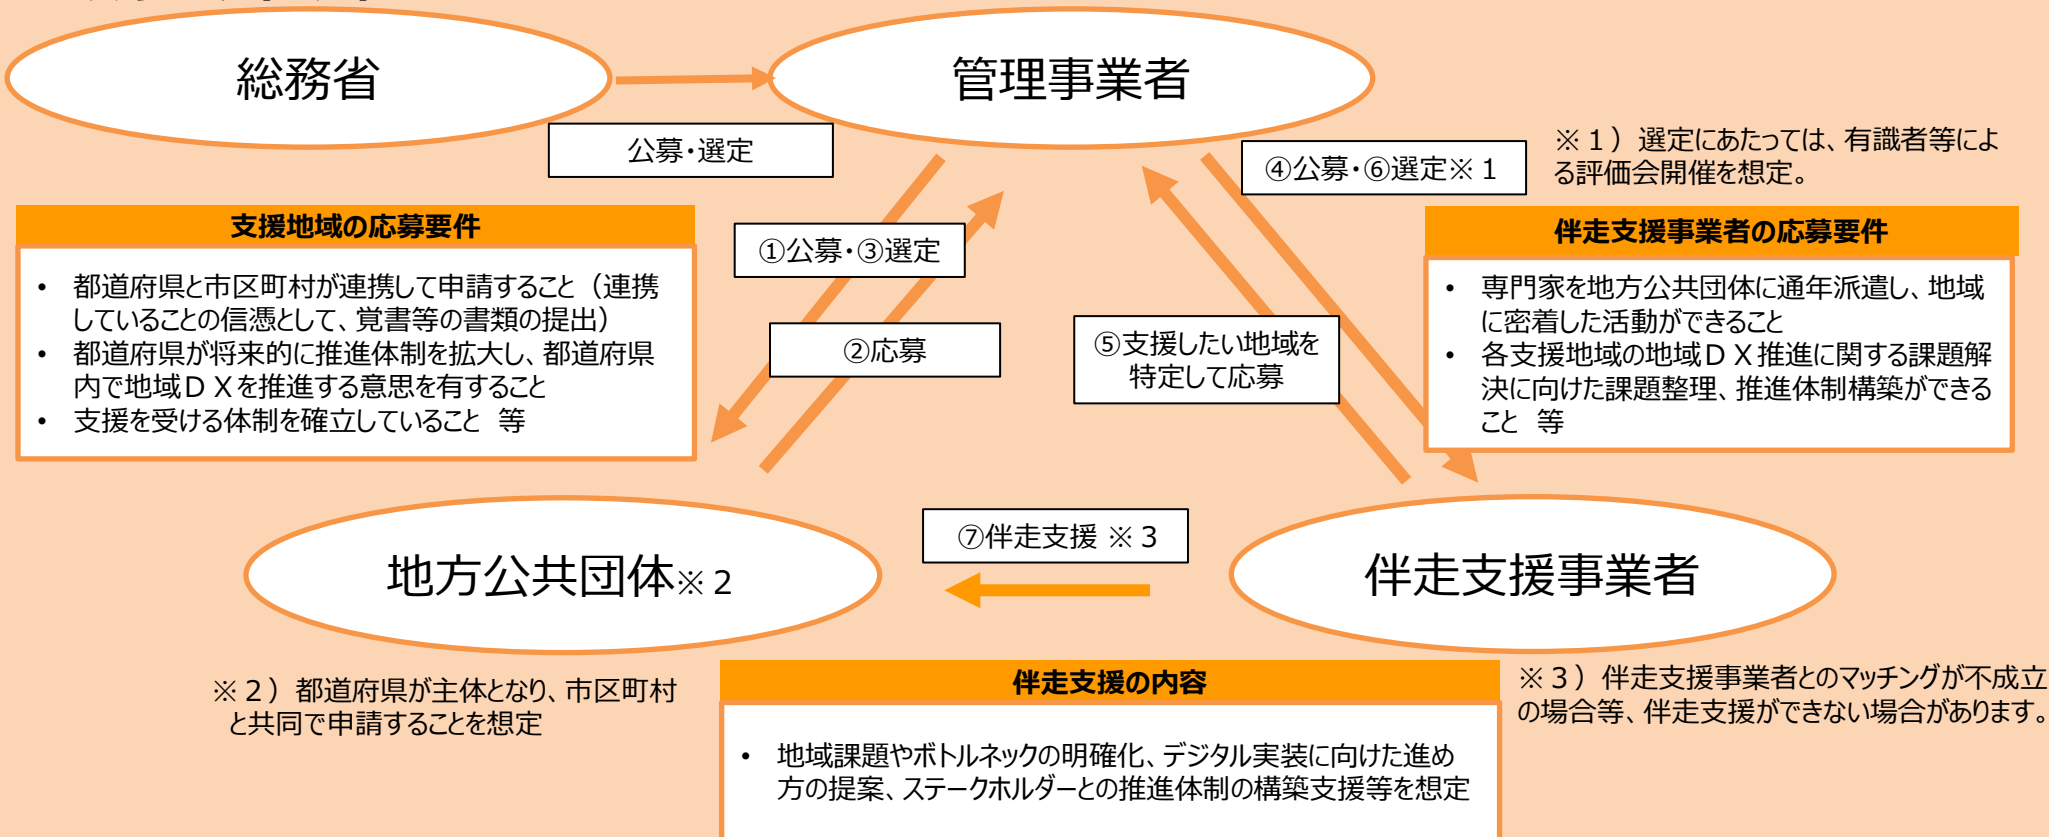 総務省
管理事業者
公募・選定
④公募・⑥選定※１
※１）選定にあたっては、有識者等によ
る評価会開催を想定。
支援地域の応募要件
• 都道府県と市区町村が連携して申請すること（連携
していることの信憑として、覚書等の書類の提出）
• 都道府県が将来的に推進体制を拡大し、都道府県
内で地域ＤＸを推進する意思を有すること
• 支援を受ける体制を確立していること 等
①公募・③選定
②応募
⑤支援したい地域を
特定して応募
伴走支援事業者の応募要件
• 専門家を地方公共団体に通年派遣し、地域
に密着した活動ができること
• 各支援地域の地域ＤＸ推進に関する課題解
決に向けた課題整理、推進体制構築ができる
こと 等
地方公共団体※２
⑦伴走支援 ※３
伴走支援事業者
※２）都道府県が主体となり、市区町村
と共同で申請することを想定
伴走支援の内容
• 地域課題やボトルネックの明確化、デジタル実装に向けた進め
方の提案、ステークホルダーとの推進体制の構築支援等を想定
※３）伴走支援事業者とのマッチングが不成立
の場合等、伴走支援ができない場合があります。